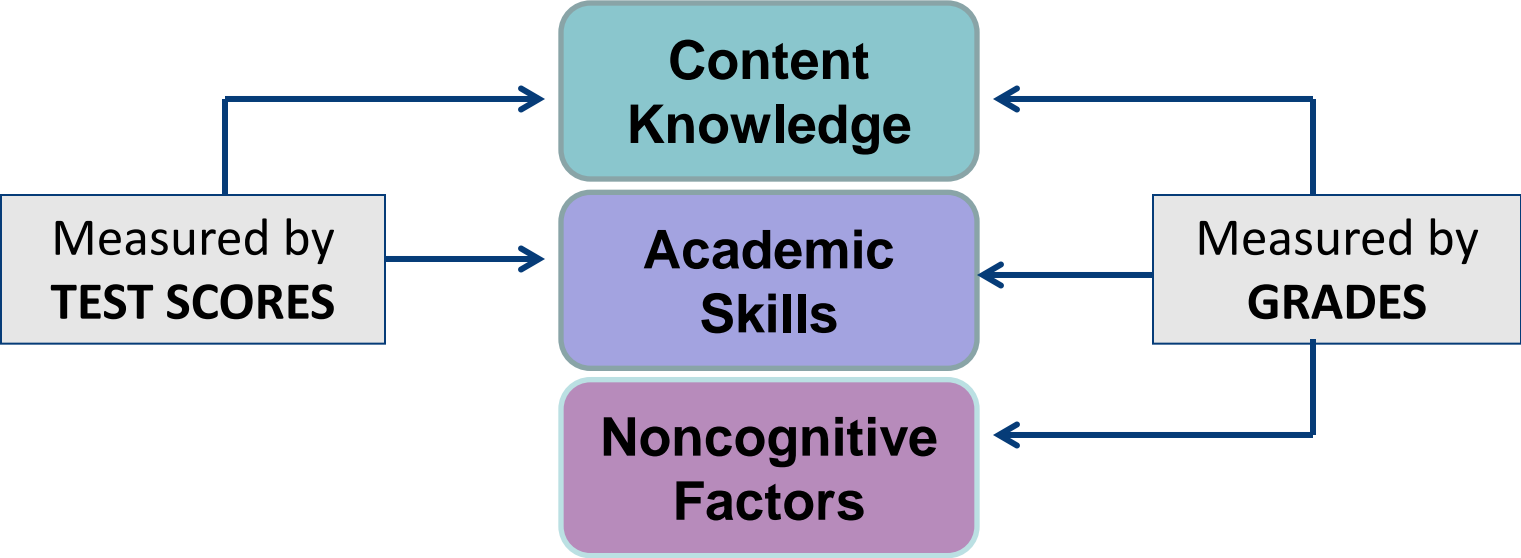 Content
Knowledge
Measured by
TEST SCORES
Academic
Skills
Measured by
GRADES
Noncognitive
Factors